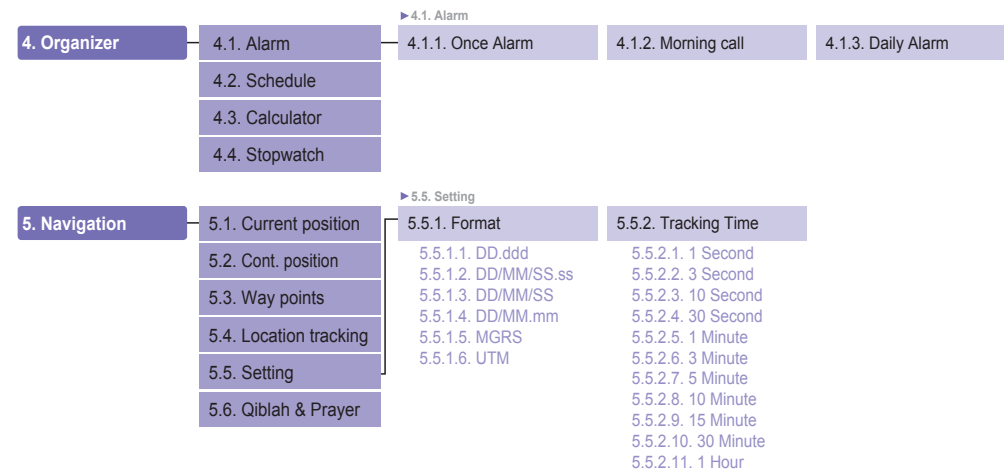 ►4.1. Alarm
4. Organizer
4.1. Alarm
4.1.1. Once Alarm
4.1.2. Morning call
4.1.3. Daily Alarm
4.2. Schedule
4.3. Calculator
4.4. Stopwatch
►5.5. Setting
5. Navigation
5.1. Current position
5.2. Cont. position
5.3. Way points
5.4. Location tracking
5.5. Setting
5.6. Qiblah & Prayer
5.5.1. Format
5.5.1.1. DD.ddd
5.5.1.2. DD/MM/SS.ss
5.5.1.3. DD/MM/SS
5.5.1.4. DD/MM.mm
5.5.1.5. MGRS
5.5.1.6. UTM
5.5.2. Tracking Time
5.5.2.1. 1 Second
5.5.2.2. 3 Second
5.5.2.3. 10 Second
5.5.2.4. 30 Second
5.5.2.5. 1 Minute
5.5.2.6. 3 Minute
5.5.2.7. 5 Minute
5.5.2.8. 10 Minute
5.5.2.9. 15 Minute
5.5.2.10. 30 Minute
5.5.2.11. 1 Hour